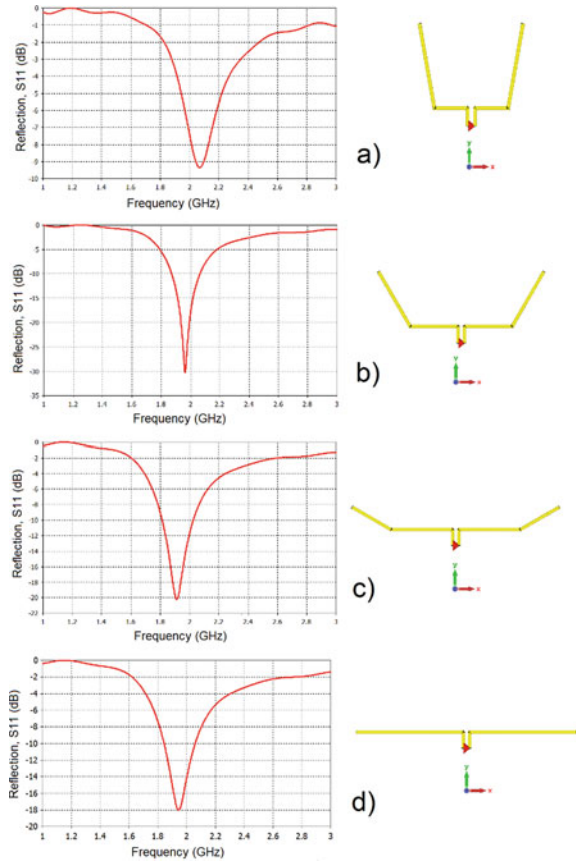 Reflection, S11 (dB)
0
-1
-2
-3
-4
-5
-6
-7
-8
-9
-10
1 1.2 1.4 1.6 1.8 2 2.2 2.4 2.6 2.8 3
Frequency (GHz)
a)
y
x
Reflection, S11 (dB)
0
-5
-10
-15
-20
-25
-30
35
1 1.2 1.4 1.6 1.8 2 2.2 2.4 2.6 2.8 3
Frequency (GHz)
b)
Y
x
Reflection, S11 (dB)
0
-2
-4
-6
-8
-10
-12
-14
-16
-18
-20
-22
1 1.2 1.4 1.6 1.8 2 2.2 2.4 2.6 2.8 3
Frequency (GHz)
c)
y
x
Reflection, S11 (dB)
0
-2
-4
-6
-8
-10
-12
-14
-16
-18
-20
1 1.2 1.4 1.6 1.8 2 2.2 2.4 2.6 2.8 3
Frequency (GHz)
d)
y
x